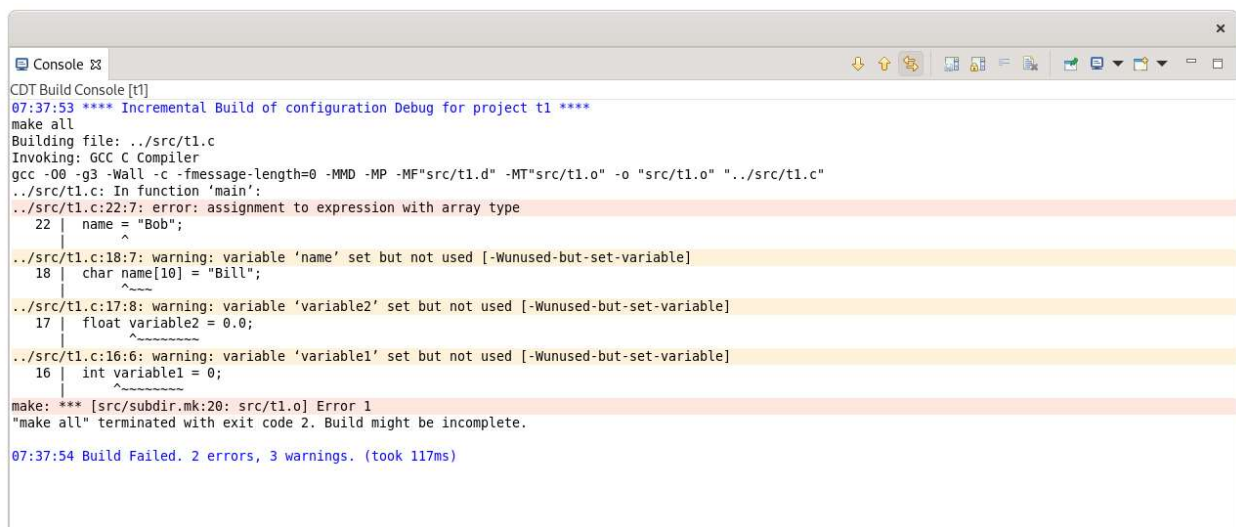 Console
CDT Build Console [t1]
07:37:53 **** Incremental Build of configuration Debug for project t1 ****
make all
Building file: ../src/t1.c
Invoking: GCC C Compiler
gcc -O0 -g3 -Wall -c -fmessage-length=0 -MMD -MP -MF"src/t1.d" -MT"src/t1.o" -o "src/t1.o" "../src/t1.c"
../src/t1.c: In function ‘main’:
../src/t1.c:22:7: error: assignment to expression with array type
   22 |  name = "Bob";
      |       ^
../src/t1.c:18:7: warning: variable ‘name’ set but not used [-Wunused-but-set-variable]
   18 |  char name[10] = "Bill";
      |       ^~~~
../src/t1.c:17:8: warning: variable ‘variable2’ set but not used [-Wunused-but-set-variable]
   17 |  float variable2 = 0.0;
      |        ^~~~~~~~~
../src/t1.c:16:6: warning: variable ‘variable1’ set but not used [-Wunused-but-set-variable]
   16 |  int variable1 = 0;
      |      ^~~~~~~~~
make: *** [src/subdir.mk:20: src/t1.o] Error 1
"make all" terminated with exit code 2. Build might be incomplete.
07:37:54 Build Failed. 2 errors, 3 warnings. (took 117ms)